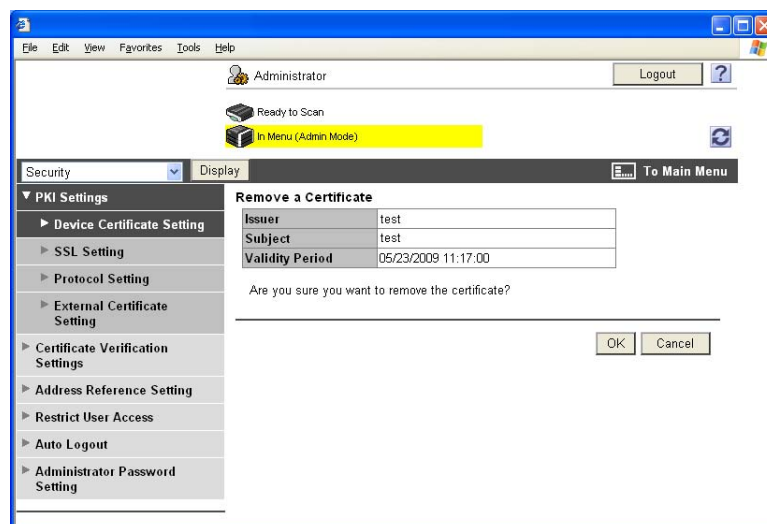 File Edit View Favorites Tools Help
Administrator
Logout
?
Ready to Scan
In Menu (Admin Mode)
Security
Display
To Main Menu
PKI Settings
Device Certificate Setting
SSL Setting
Protocol Setting
External Certificate
Setting
Certificate Verification
Settings
Address Reference Setting
Restrict User Access
Auto Logout
Administrator Password
Setting
Remove a Certificate
Issuer test
Subject test
Validity Period 05/23/2009 11:17:00
Are you sure you want to remove the certificate?
OK Cancel